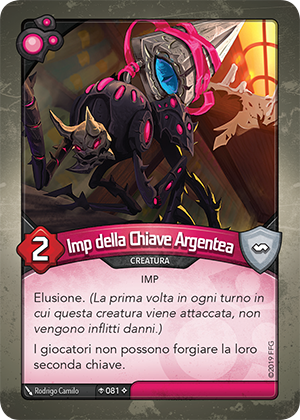 2
Imp della Chiave Argentea
CREATURA
IMP
Elusione. (La prima volta in ogni turno in
cui questa creatura viene attaccata, non
vengono inflitti danni.)
I giocatori non possono forgiare la loro
seconda chiave.
Rodrigo Camilo
081
©2019 FFG